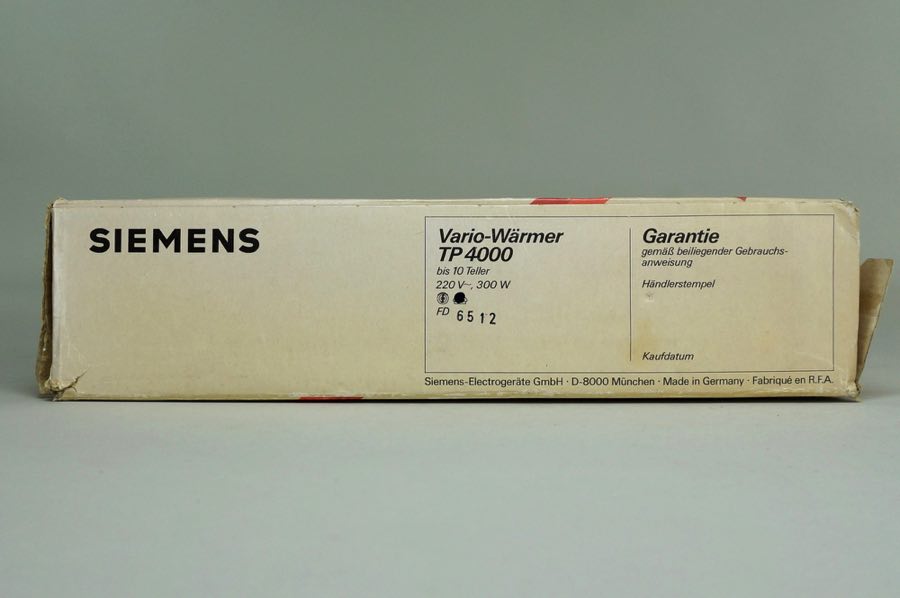 SIEMENS
Vario-Wärmer
TP 4000
bis 10 Teller
220 V~, 300 W
FD 6512
Garantie
gemäß beiliegender Gebrauchs-
anweisung
Händlerstempel
Kaufdatum
Siemens-Electrogeräte GmbH · D-8000 München · Made in Germany · Fabriqué en R.F.A.